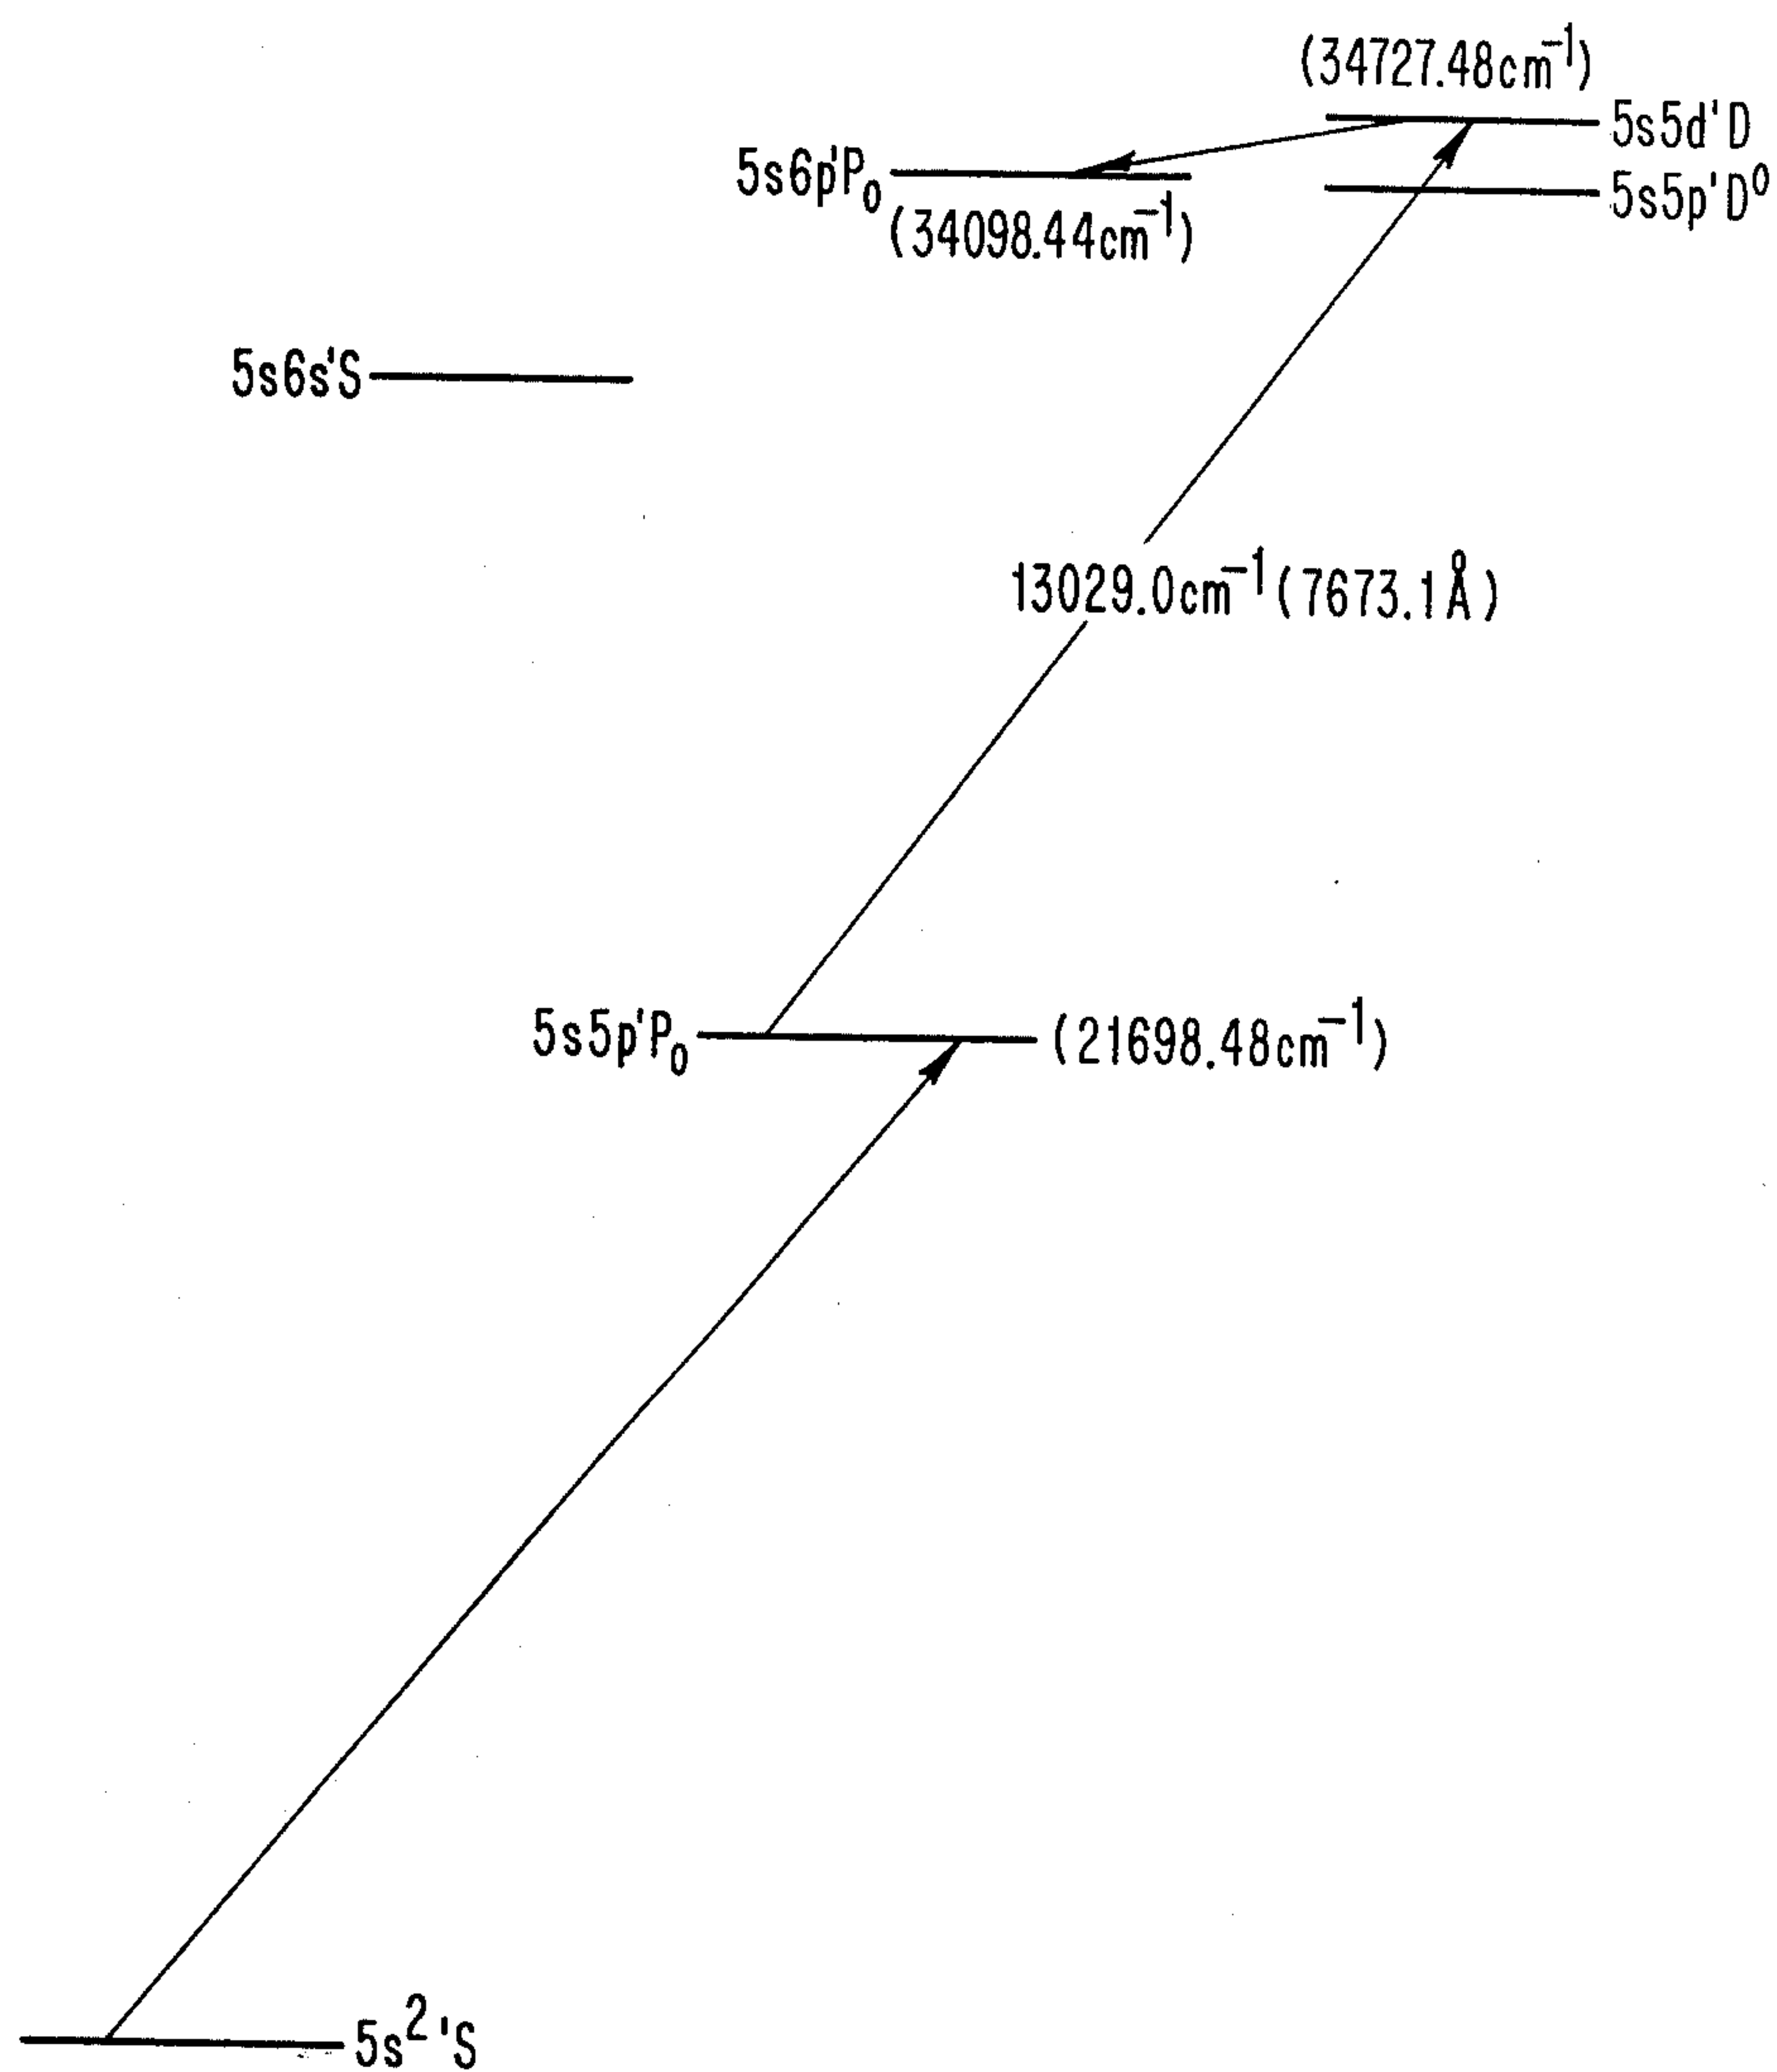 (34727.48cm⁻¹)
5s5d'D
5s6p'P₀
5s5p'D⁰
(34098.44cm⁻¹)
5s6s'S
13029.0cm⁻¹(7673.1Å)
5s5p'P₀
(21698.48cm⁻¹)
5s²'S